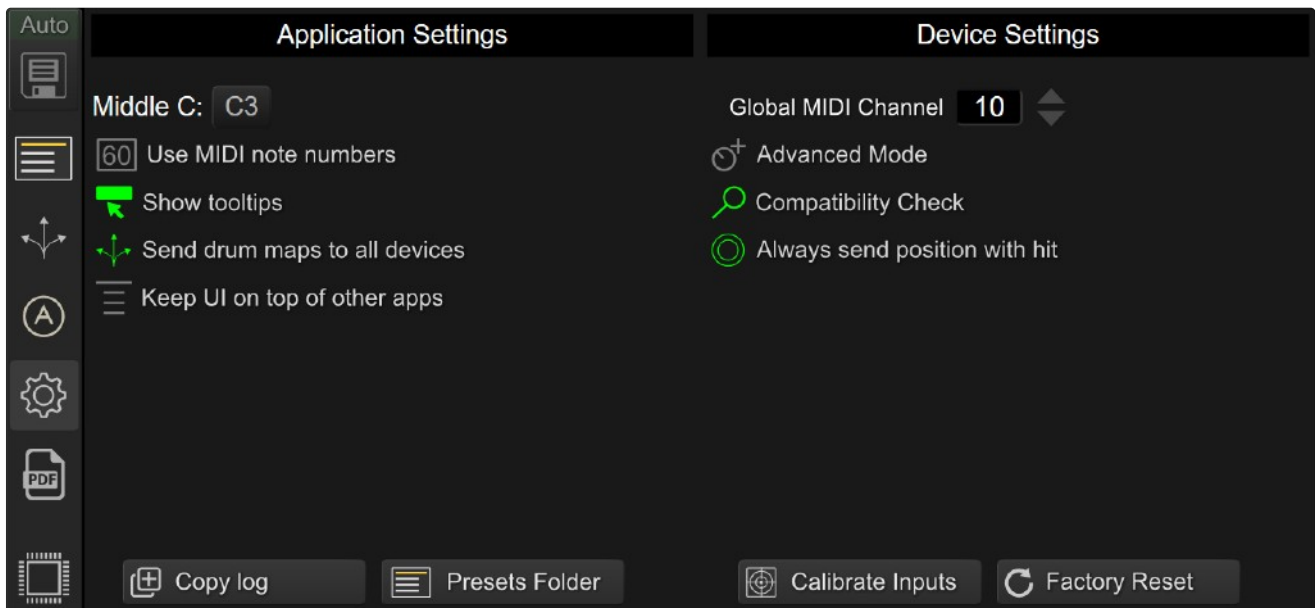 Auto
Application Settings
Device Settings
Middle C: C3
Global MIDI Channel 10
60 Use MIDI note numbers
Advanced Mode
Show tooltips
Compatibility Check
Send drum maps to all devices
Always send position with hit
Keep UI on top of other apps
A
PDF
Copy log
Presets Folder
Calibrate Inputs
Factory Reset